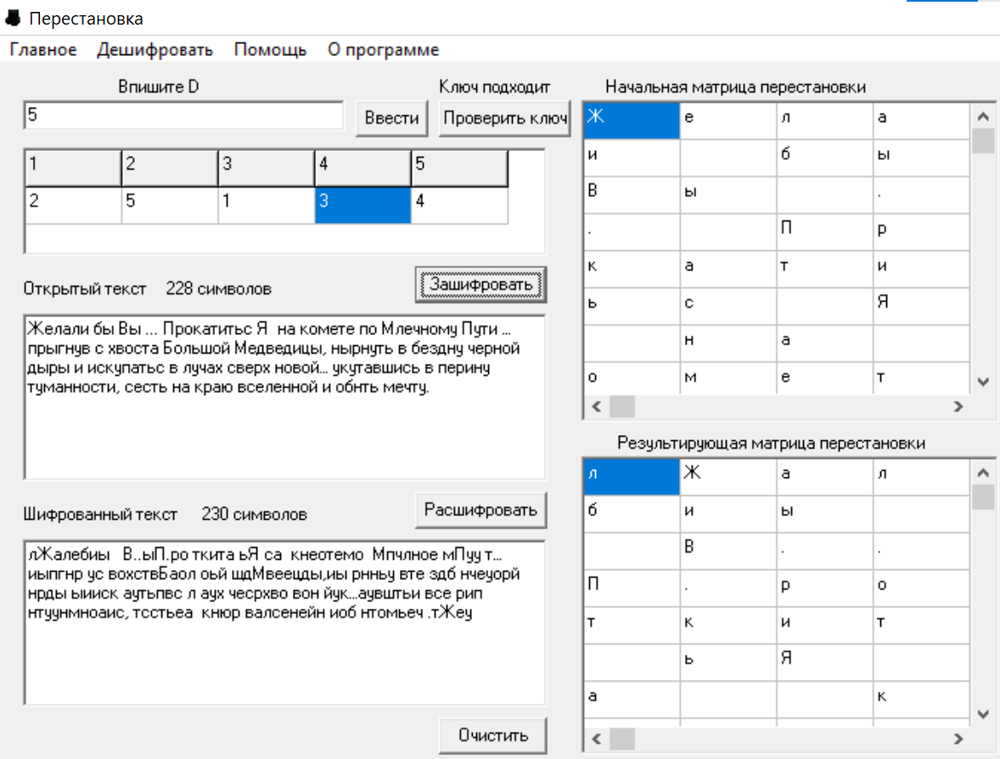 Перестановка
Главное Дешифровать Помощь О программе
Впишите D
Ключ подходит
5
Ввести
Проверить ключ
1 2 3 4 5
2 5 1 3 4
Открытый текст 228 символов
Зашифровать
Желали бы Вы ... Прокатитьс Я на комете по Млечному Пути ...
прыгнув с хвоста Большой Медведицы, нырнуть в бездну черной
дыры и искупатьс в лучах сверх новой... укутавшись в перину
туманности, сесть на краю вселенной и обнть мечту.
Шифрованный текст 230 символов
Расшифровать
лЖалебиы В..ыП.ро ткита ьЯ са кнеотемо Мпчлное мПуу т...
иыпгнр ус вохствБаол оьй щдМвеецды,иы рнньу вте здб нчеуорй
нрды ыииск аутьпвс л аух чесрхво вон йук...аувштьи все рип
нтуунмноаис, тсстьеа кнюр валсенейн иоб нтомьеч .тЖеу
Очистить
Начальная матрица перестановки
Ж е л а
и б ы
В ы .
. П р
к а т и
ь с Я
н а
о м е т
Результирующая матрица перестановки
л Ж а л
б и ы
В . .
П . р о
т к и т
ь Я
а к